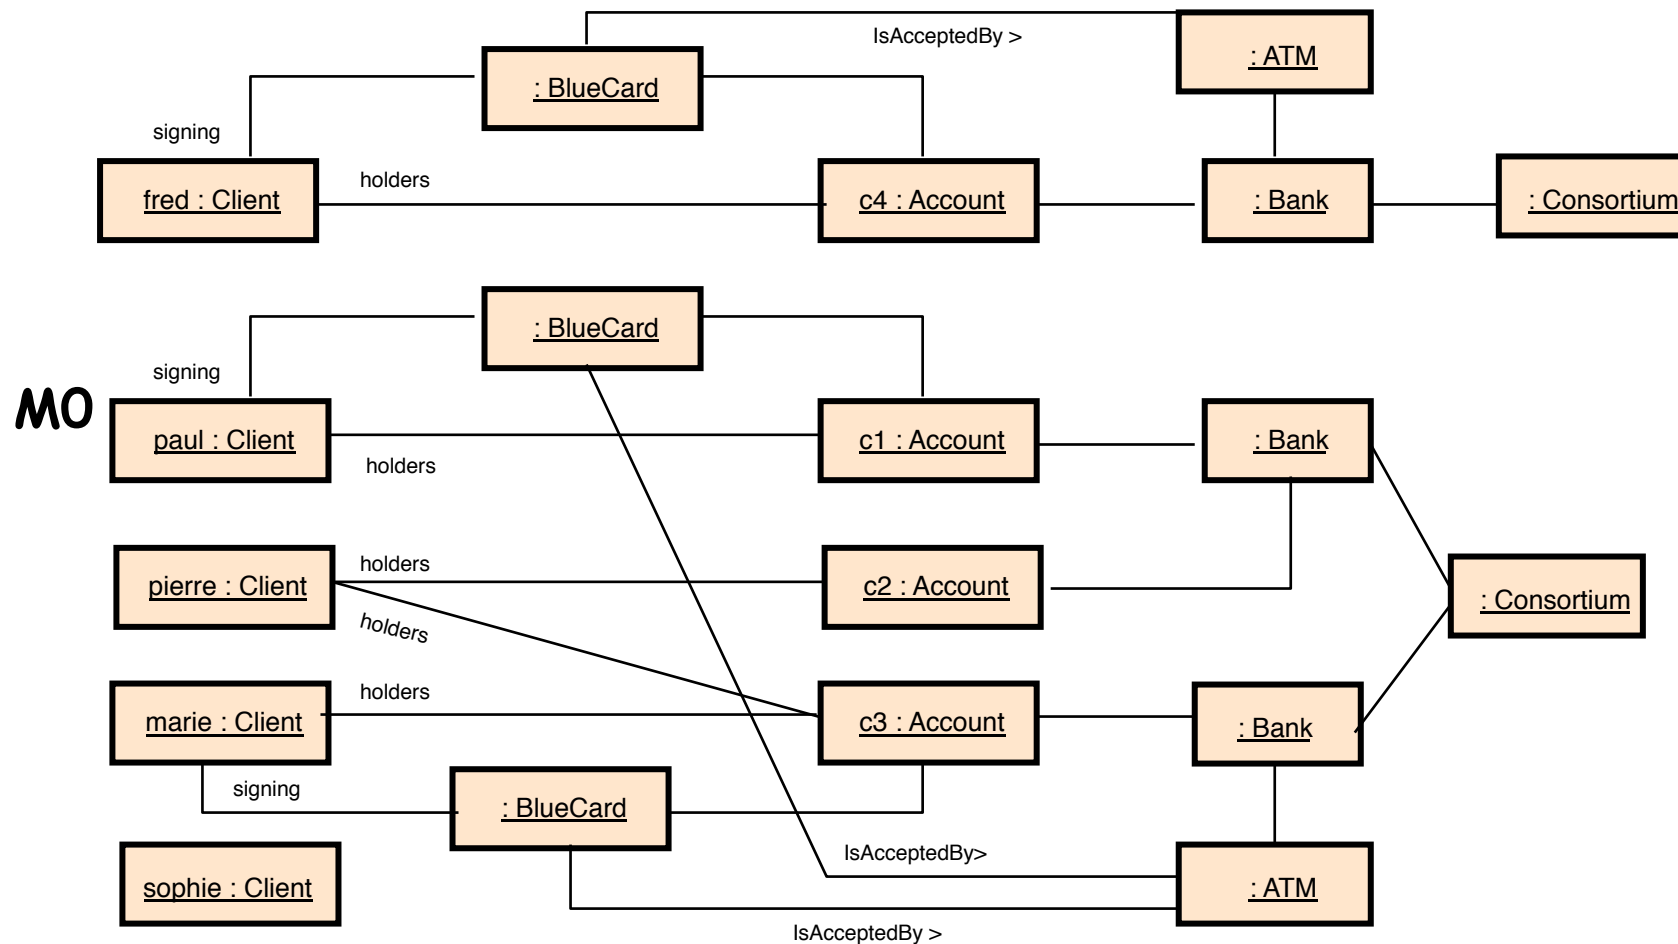 IsAcceptedBy >
: ATM
: BlueCard
signing
holders
fred : Client
c4 : Account
: Bank
: Consortium
: BlueCard
signing
MO
paul : Client
c1 : Account
: Bank
holders
holders
pierre : Client
c2 : Account
: Consortium
holders
holders
marie : Client
c3 : Account
: Bank
signing
: BlueCard
IsAcceptedBy>
sophie : Client
: ATM
IsAcceptedBy >